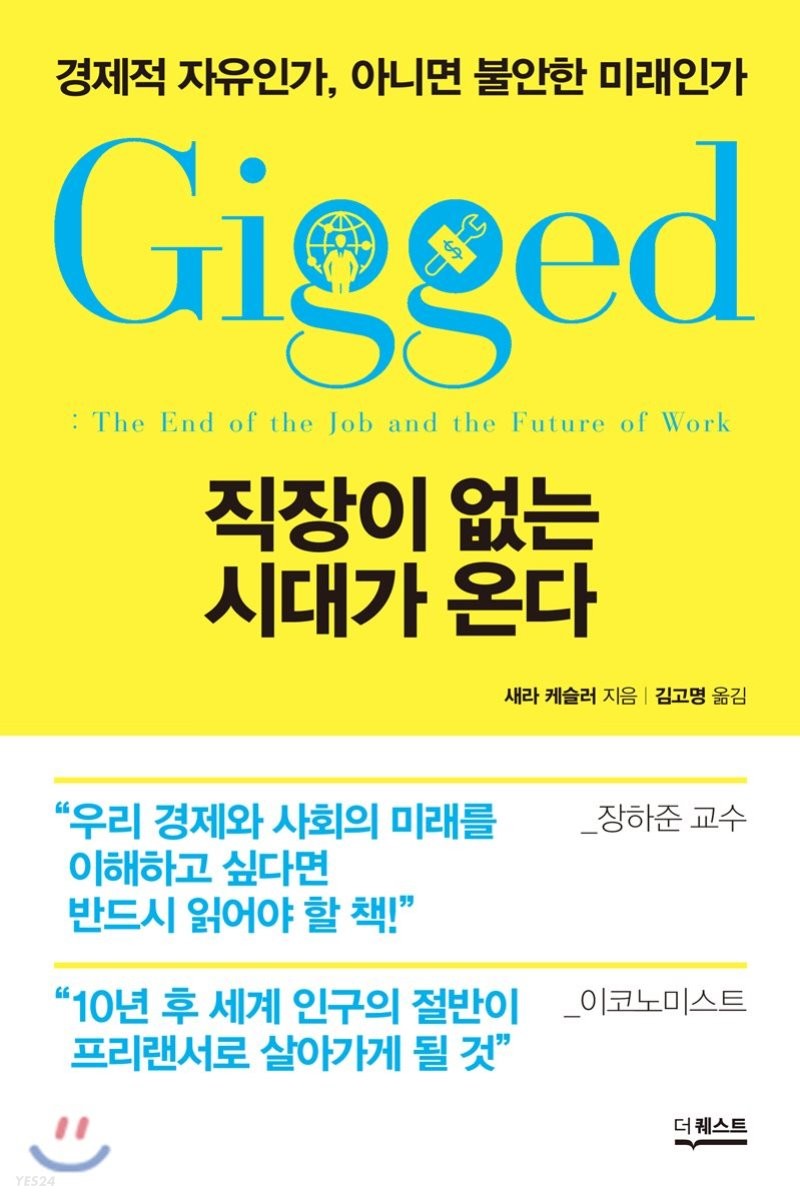 경제적 자유인가, 아니면 불안한 미래인가
Gigged
: The End of the Job and the Future of Work
직장이 없는
시대가 온다
새라 케슬러 지음 | 김고명 옮김
“우리 경제와 사회의 미래를
이해하고 싶다면
반드시 읽어야 할 책!”
_장하준 교수
“10년 후 세계 인구의 절반이
프리랜서로 살아가게 될 것”
_이코노미스트
더퀘스트
YES24